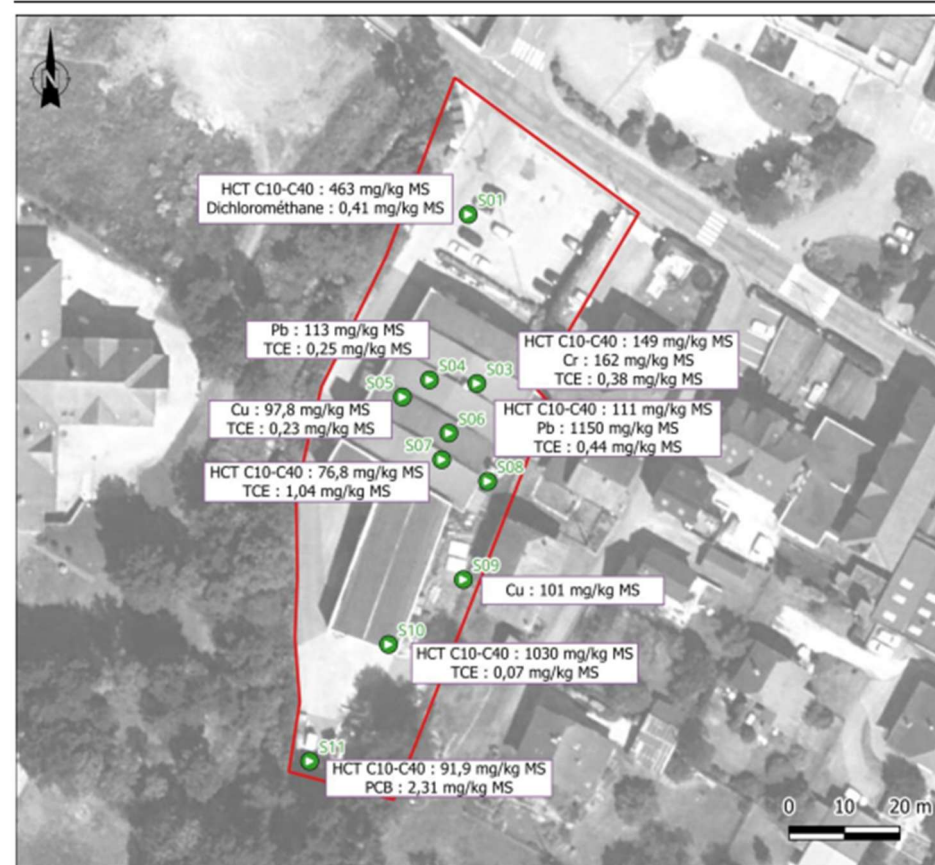 N
HCT C10-C40 : 463 mg/kg MS
Dichlorométhane : 0,41 mg/kg MS
S01
Pb : 113 mg/kg MS
TCE : 0,25 mg/kg MS
HCT C10-C40 : 149 mg/kg MS
Cr : 162 mg/kg MS
TCE : 0,38 mg/kg MS
S04
S03
S05
Cu : 97,8 mg/kg MS
TCE : 0,23 mg/kg MS
HCT C10-C40 : 111 mg/kg MS
Pb : 1150 mg/kg MS
TCE : 0,44 mg/kg MS
S06
S07
HCT C10-C40 : 76,8 mg/kg MS
TCE : 1,04 mg/kg MS
S08
S09
Cu : 101 mg/kg MS
S10
HCT C10-C40 : 1030 mg/kg MS
TCE : 0,07 mg/kg MS
S11
HCT C10-C40 : 91,9 mg/kg MS
PCB : 2,31 mg/kg MS
0 10 20 m